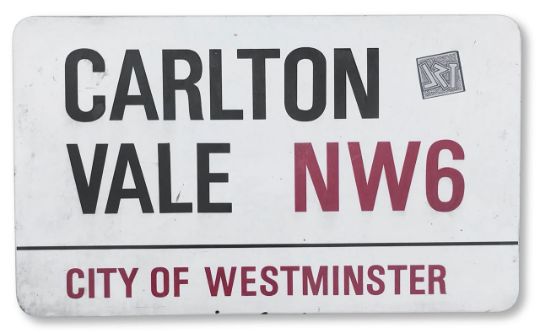 CARLTON
VALE NW6
CITY OF WESTMINSTER